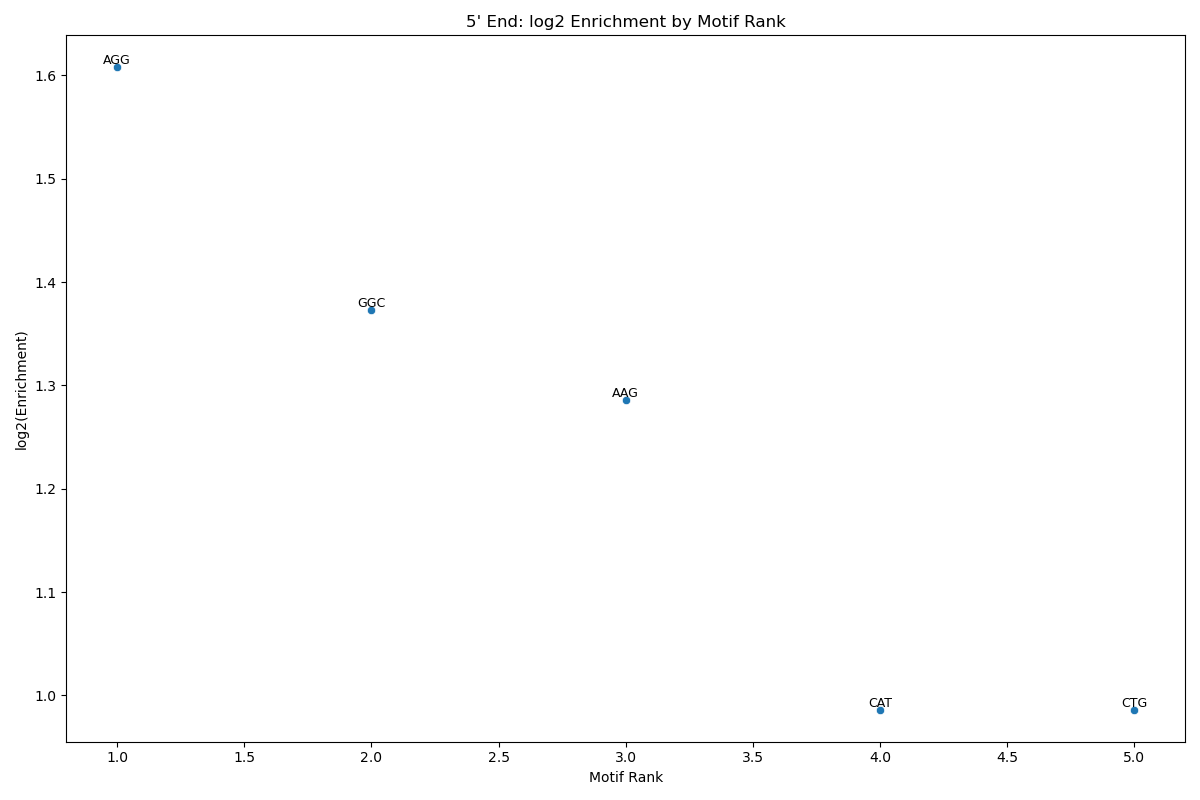 5' End: log2 Enrichment by Motif Rank
AGG
GGC
AAG
CAT
CTG
1.6
1.5
1.4
1.3
1.2
1.1
1.0
log2(Enrichment)
1.0 1.5 2.0 2.5 3.0 3.5 4.0 4.5 5.0
Motif Rank